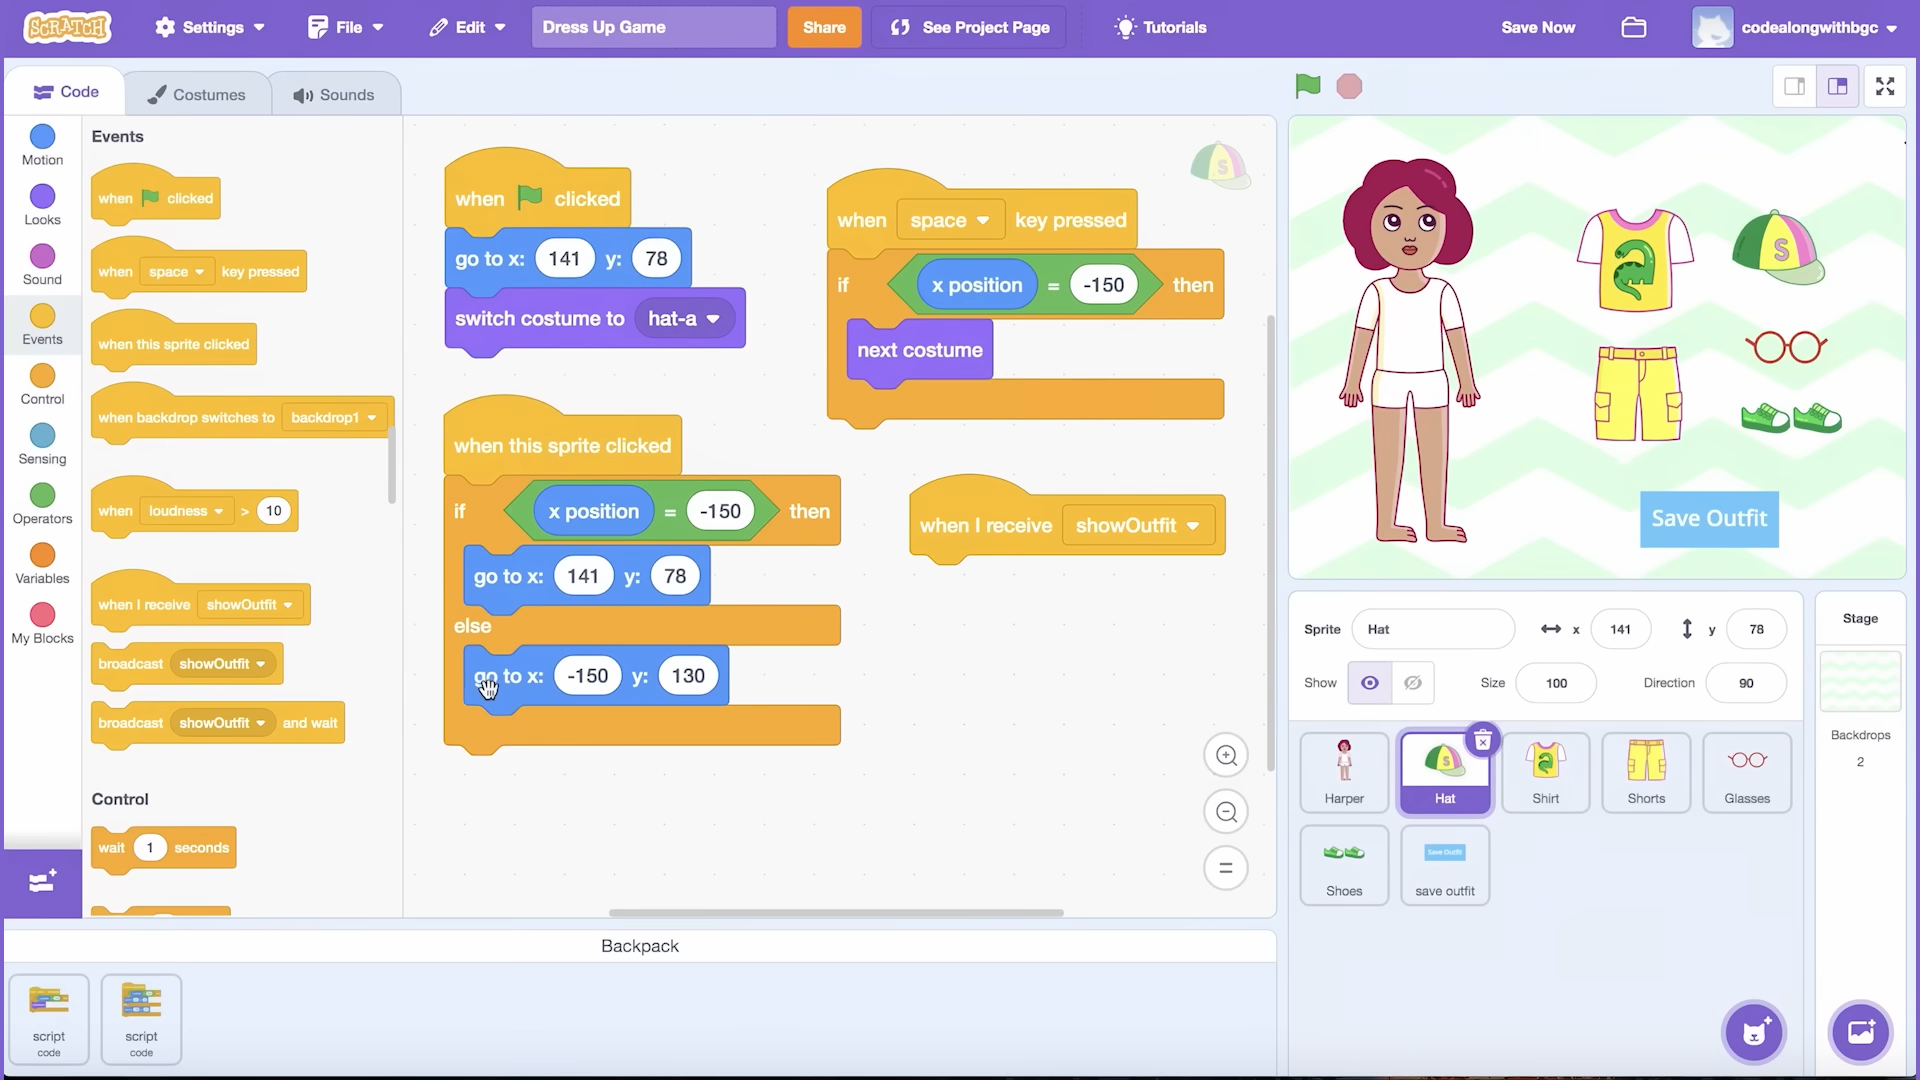 SCRATCH
Settings
File
Edit
Dress Up Game
Share
See Project Page
Tutorials
Save Now
codealongwithbgc
Code
Costumes
Sounds
Motion
Looks
Sound
Events
Control
Sensing
Operators
Variables
My Blocks
Events
when clicked
when space key pressed
when this sprite clicked
when backdrop switches to backdrop1
when loudness > 10
when I receive showOutfit
broadcast showOutfit
broadcast showOutfit and wait
Control
wait 1 seconds
when clicked
go to x: 141 y: 78
switch costume to hat-a
when this sprite clicked
if x position = -150 then
go to x: 141 y: 78
else
go to x: -150 y: 130
when space key pressed
if x position = -150 then
next costume
when I receive showOutfit
S
S
Save Outfit
Sprite Hat x 141 y 78
Show Size 100 Direction 90
Harper
S
Hat
Shirt
Shorts
Glasses
Shoes
Save Outfit
save outfit
Stage
Backdrops
2
Backpack
script
code
script
code